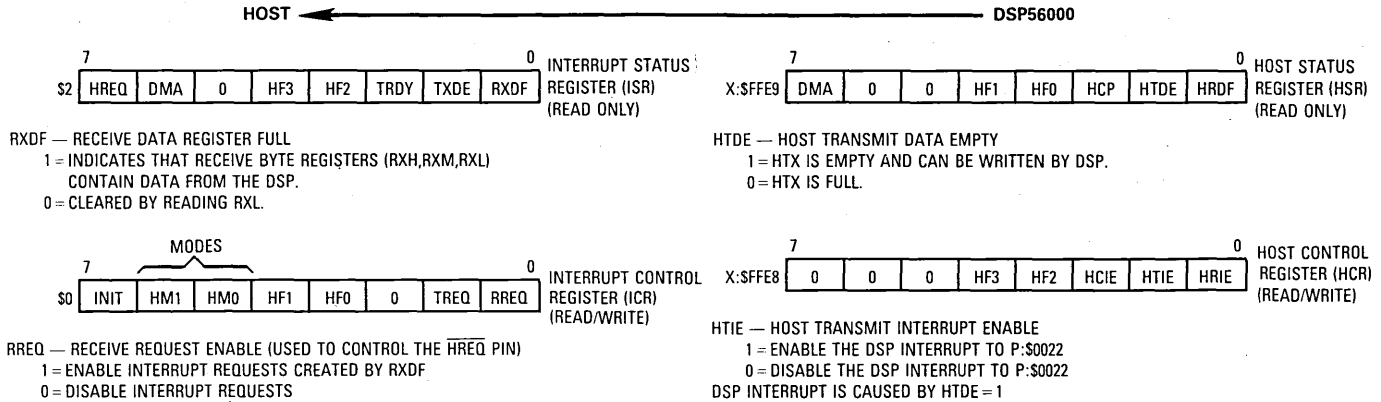 HOST DSP56000
7 0
$2 HREQ DMA 0 HF3 HF2 TRDY TXDE RXDF
INTERRUPT STATUS
REGISTER (ISR)
(READ ONLY)
RXDF — RECEIVE DATA REGISTER FULL
1 = INDICATES THAT RECEIVE BYTE REGISTERS (RXH,RXM,RXL)
CONTAIN DATA FROM THE DSP.
0 = CLEARED BY READING RXL.
7 0
X:$FFE9 DMA 0 0 HF1 HF0 HCP HTDE HRDF
HOST STATUS
REGISTER (HSR)
(READ ONLY)
HTDE — HOST TRANSMIT DATA EMPTY
1 = HTX IS EMPTY AND CAN BE WRITTEN BY DSP.
0 = HTX IS FULL.
MODES
7 0
$0 INIT HM1 HM0 HF1 HF0 0 TREQ RREQ
INTERRUPT CONTROL
REGISTER (ICR)
(READ/WRITE)
RREQ — RECEIVE REQUEST ENABLE (USED TO CONTROL THE HREQ PIN)
1 = ENABLE INTERRUPT REQUESTS CREATED BY RXDF
0 = DISABLE INTERRUPT REQUESTS
7 0
X:$FFE8 0 0 0 HF3 HF2 HCIE HTIE HRIE
HOST CONTROL
REGISTER (HCR)
(READ/WRITE)
HTIE — HOST TRANSMIT INTERRUPT ENABLE
1 = ENABLE THE DSP INTERRUPT TO P:$0022
0 = DISABLE THE DSP INTERRUPT TO P:$0022
DSP INTERRUPT IS CAUSED BY HTDE = 1